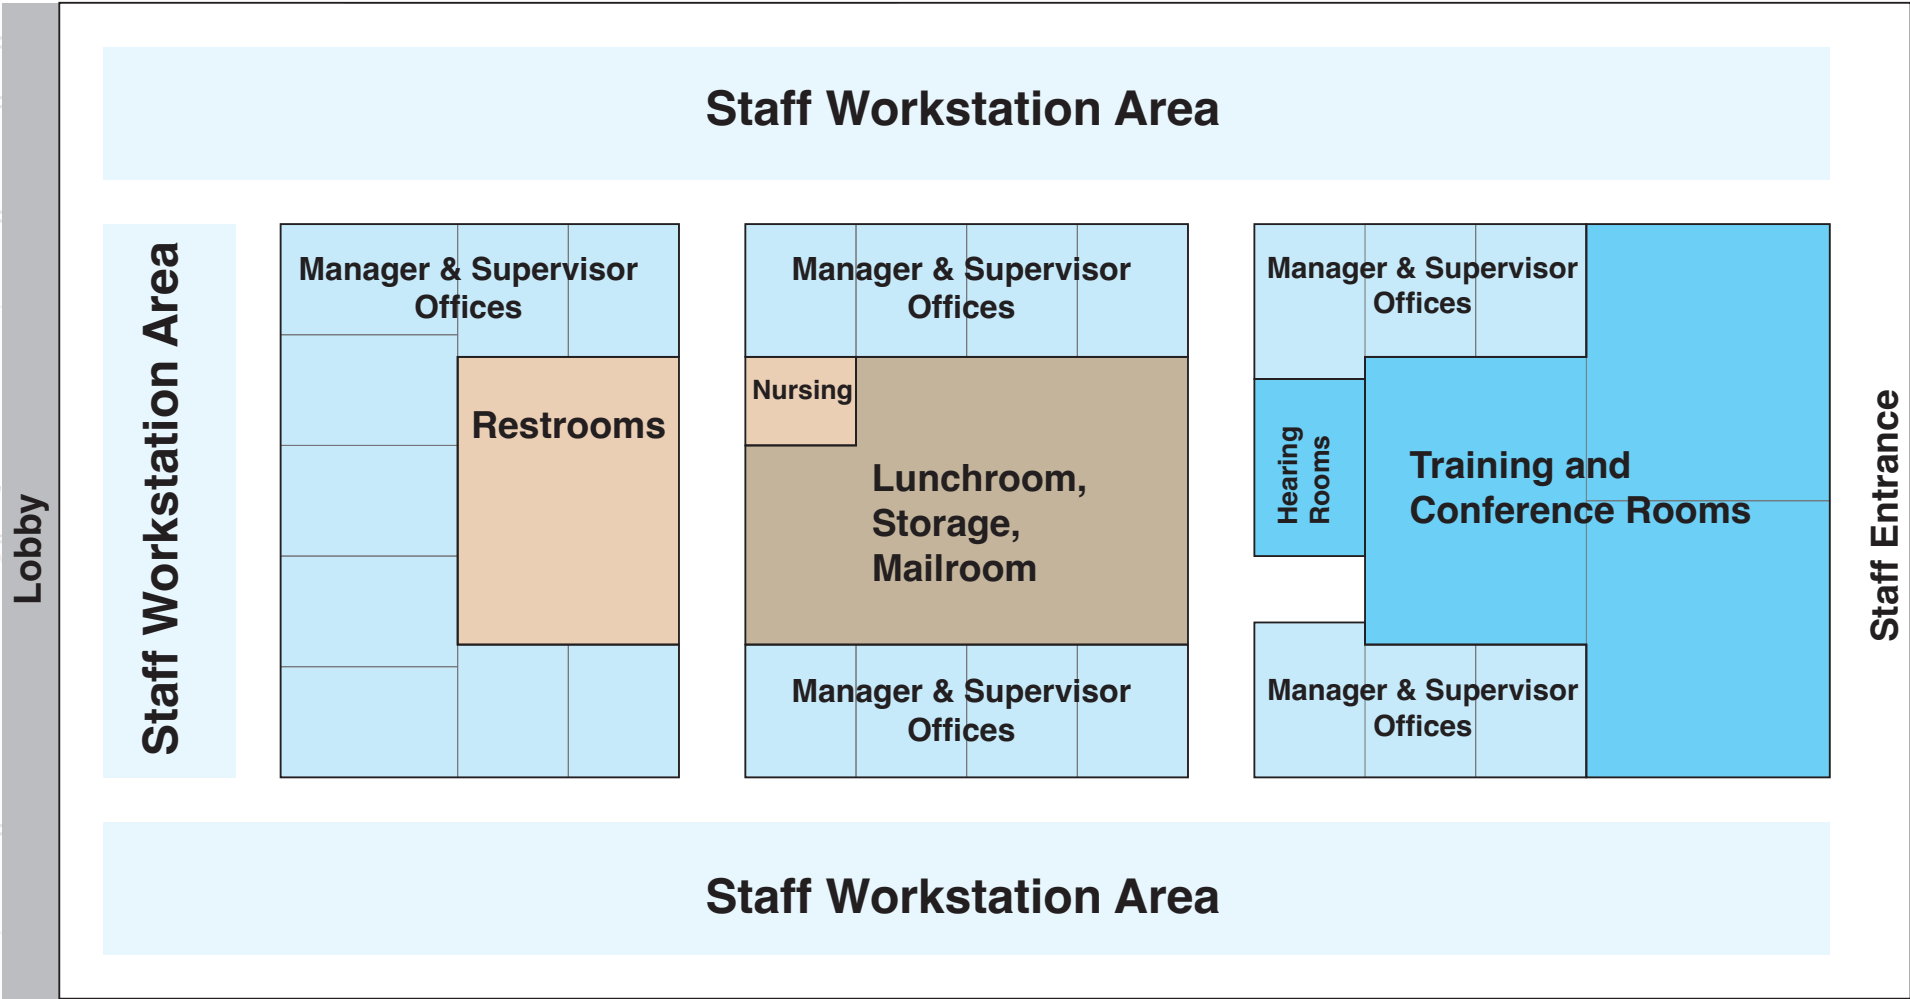 Staff Workstation Area
Lobby
Staff Workstation Area
Manager & Supervisor
Offices
Restrooms
Manager & Supervisor
Offices
Nursing
Lunchroom,
Storage,
Mailroom
Manager & Supervisor
Offices
Manager & Supervisor
Offices
Hearing
Rooms
Training and
Conference Rooms
Manager & Supervisor
Offices
Staff Entrance
Staff Workstation Area